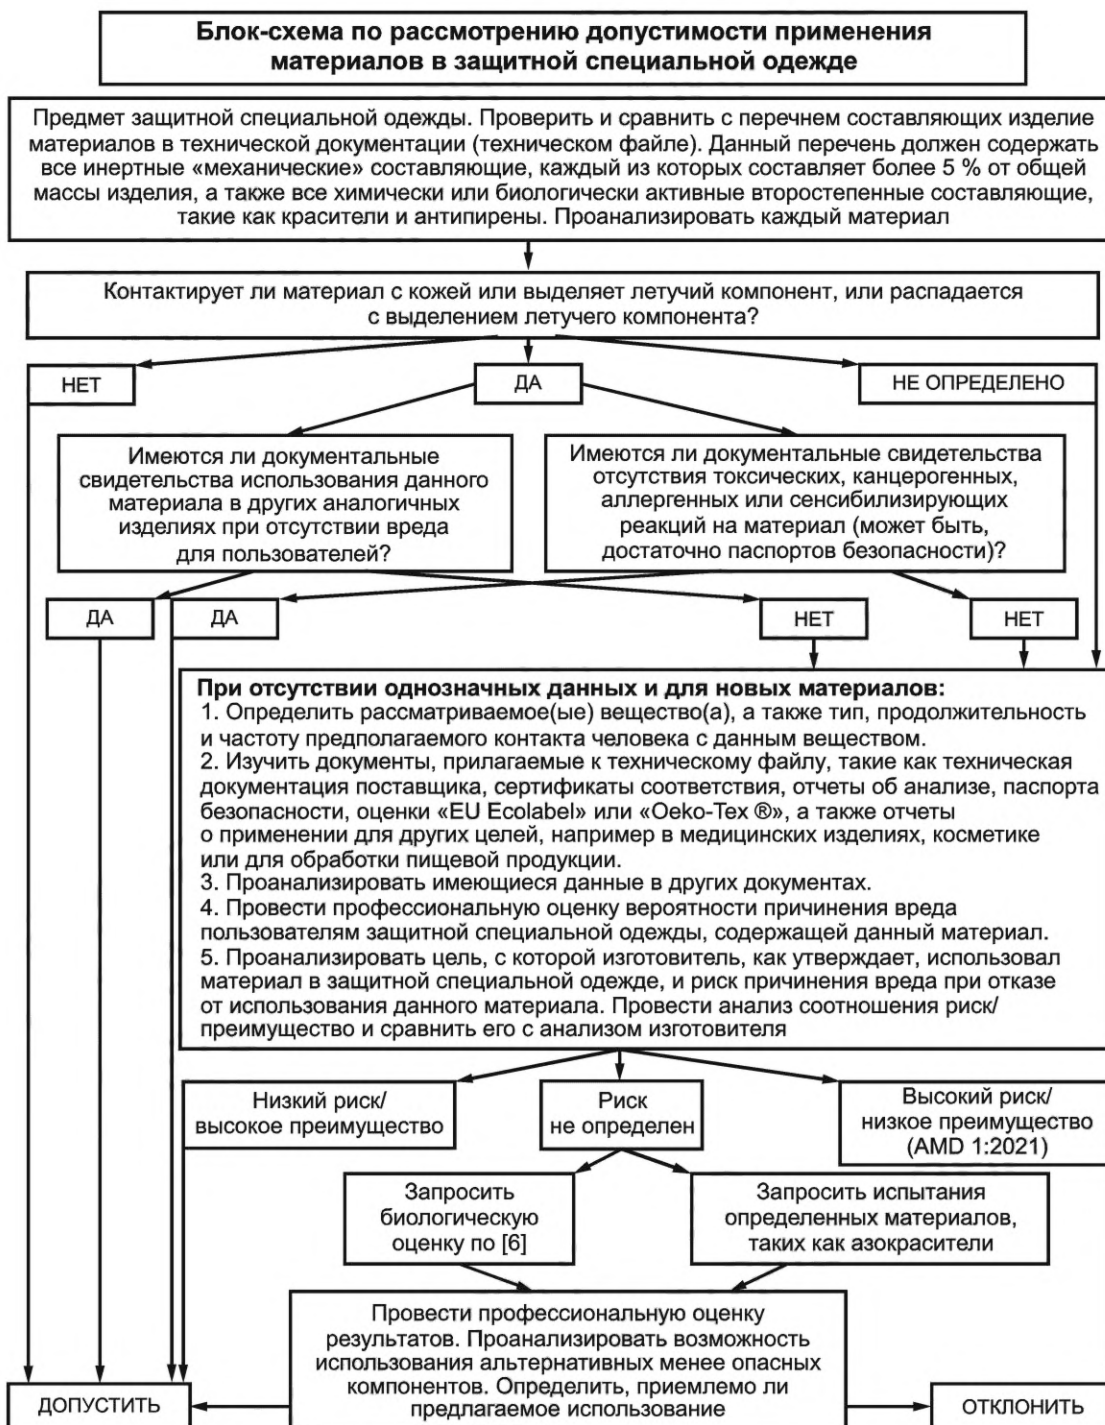 Блок-схема по рассмотрению допустимости применения
материалов в защитной специальной одежде
Предмет защитной специальной одежды. Проверить и сравнить с перечнем составляющих изделие
материалов в технической документации (техническом файле). Данный перечень должен содержать
все инертные «механические» составляющие, каждый из которых составляет более 5 % от общей
массы изделия, а также все химически или биологически активные второстепенные составляющие,
такие как красители и антипирены. Проанализировать каждый материал
Контактирует ли материал с кожей или выделяет летучий компонент, или распадается
с выделением летучего компонента?
НЕТ
ДА
НЕ ОПРЕДЕЛЕНО
Имеются ли документальные
свидетельства использования данного
материала в других аналогичных
изделиях при отсутствии вреда
для пользователей?
Имеются ли документальные свидетельства
отсутствия токсических, канцерогенных,
аллергенных или сенсибилизирующих
реакций на материал (может быть,
достаточно паспортов безопасности)?
ДА
ДА
НЕТ
НЕТ
При отсутствии однозначных данных и для новых материалов:
1. Определить рассматриваемое(ые) вещество(а), а также тип, продолжительность
и частоту предполагаемого контакта человека с данным веществом.
2. Изучить документы, прилагаемые к техническому файлу, такие как техническая
документация поставщика, сертификаты соответствия, отчеты об анализе, паспорта
безопасности, оценки «EU Ecolabel» или «Oeko-Tex ®», а также отчеты
о применении для других целей, например в медицинских изделиях, косметике
или для обработки пищевой продукции.
3. Проанализировать имеющиеся данные в других документах.
4. Провести профессиональную оценку вероятности причинения вреда
пользователям защитной специальной одежды, содержащей данный материал.
5. Проанализировать цель, с которой изготовитель, как утверждает, использовал
материал в защитной специальной одежде, и риск причинения вреда при отказе
от использования данного материала. Провести анализ соотношения риск/
преимущество и сравнить его с анализом изготовителя
Низкий риск/
высокое преимущество
Риск
не определен
Высокий риск/
низкое преимущество
(AMD 1:2021)
Запросить
биологическую
оценку по [6]
Запросить испытания
определенных материалов,
таких как азокрасители
Провести профессиональную оценку
результатов. Проанализировать возможность
использования альтернативных менее опасных
компонентов. Определить, приемлемо ли
предлагаемое использование
ДОПУСТИТЬ
ОТКЛОНИТЬ